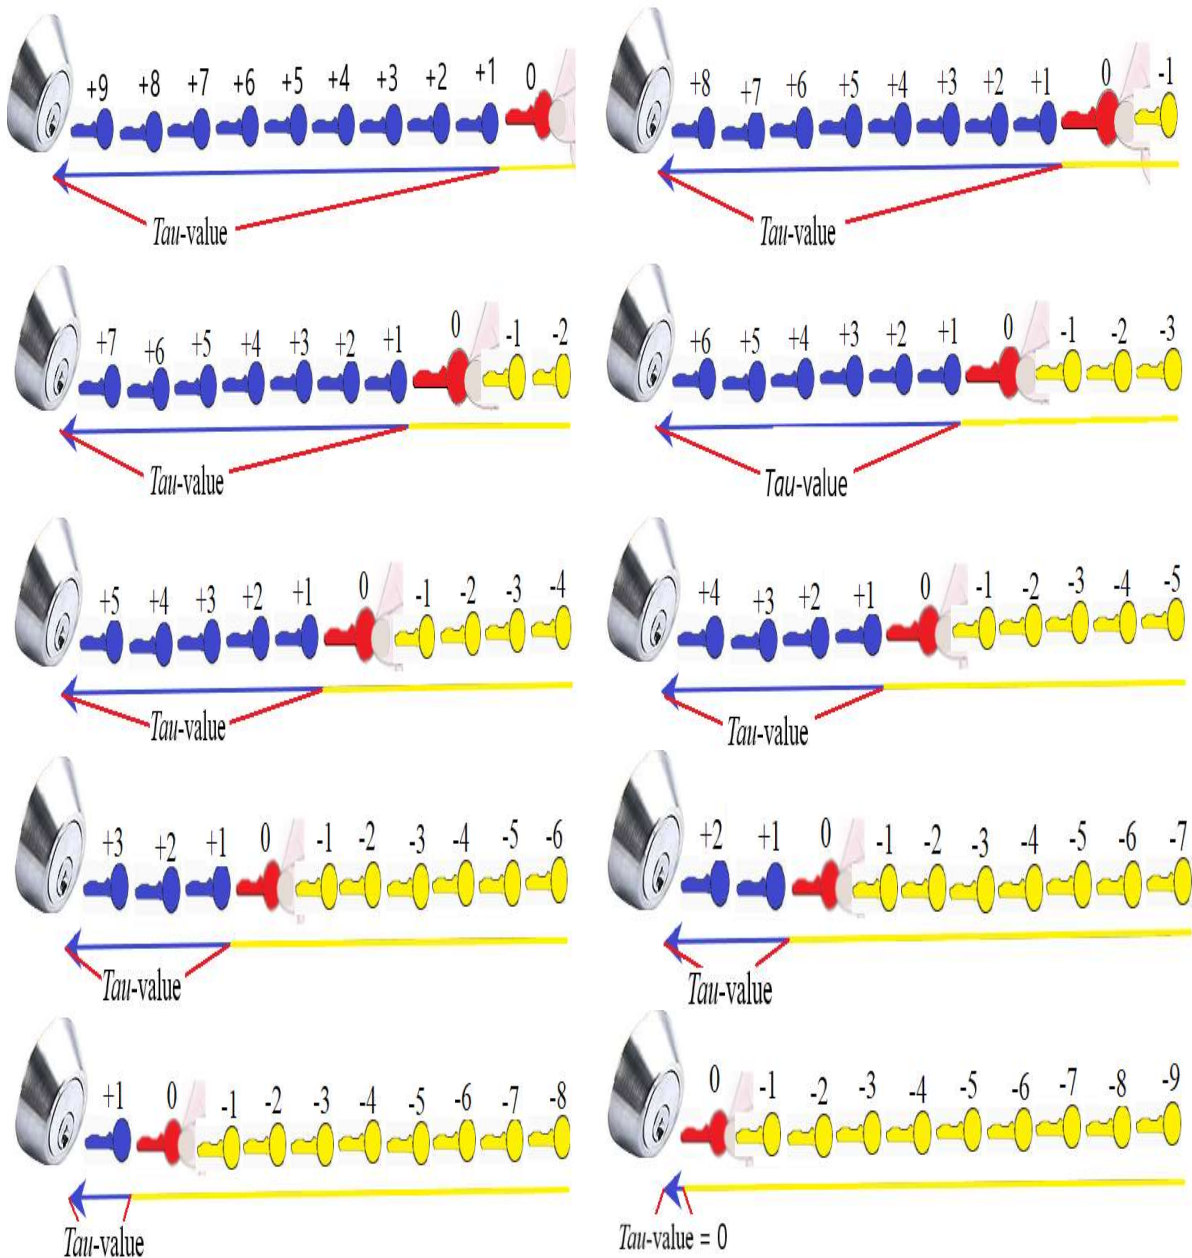 +9 +8 +7 +6 +5 +4 +3 +2 +1 0
Tau-value
+8 +7 +6 +5 +4 +3 +2 +1 0 -1
Tau-value
+7 +6 +5 +4 +3 +2 +1 0 -1 -2
Tau-value
+6 +5 +4 +3 +2 +1 0 -1 -2 -3
Tau-value
+5 +4 +3 +2 +1 0 -1 -2 -3 -4
Tau-value
+4 +3 +2 +1 0 -1 -2 -3 -4 -5
Tau-value
+3 +2 +1 0 -1 -2 -3 -4 -5 -6
Tau-value
+2 +1 0 -1 -2 -3 -4 -5 -6 -7
Tau-value
+1 0 -1 -2 -3 -4 -5 -6 -7 -8
Tau-value
0 -1 -2 -3 -4 -5 -6 -7 -8 -9
Tau-value = 0